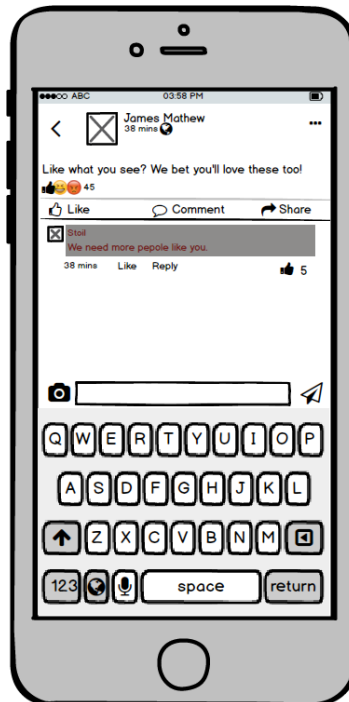 ABC 03:58 PM
James Mathew
38 mins
Like what you see? We bet you'll love these too!
45
Like Comment Share
Stoil
We need more pepole like you.
38 mins Like Reply 5
Q W E R T Y U I O P
A S D F G H J K L
Z X C V B N M
123 space return